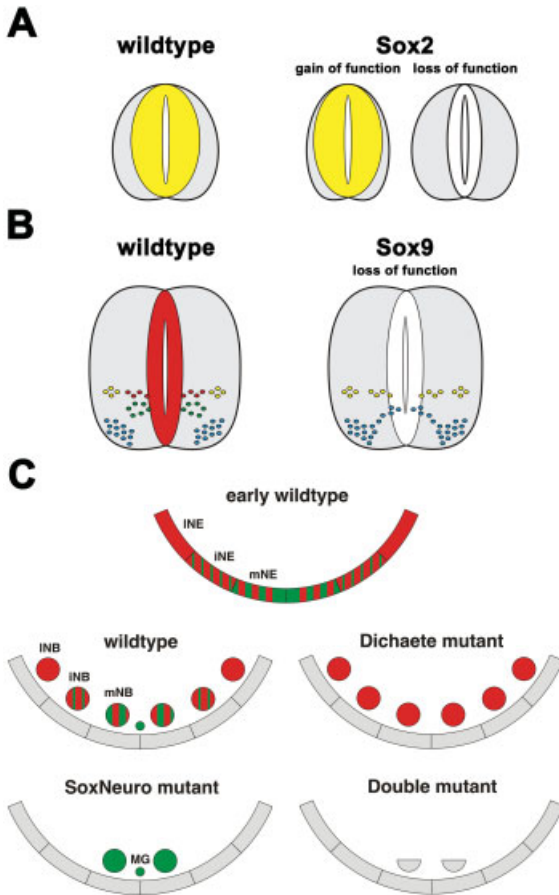 A
wildtype
Sox2
gain of function
loss of function
B
wildtype
Sox9
loss of function
C
early wildtype
lNE
iNE
mNE
wildtype
lNB
iNB
mNB
Dichaete mutant
SoxNeuro mutant
MG
Double mutant